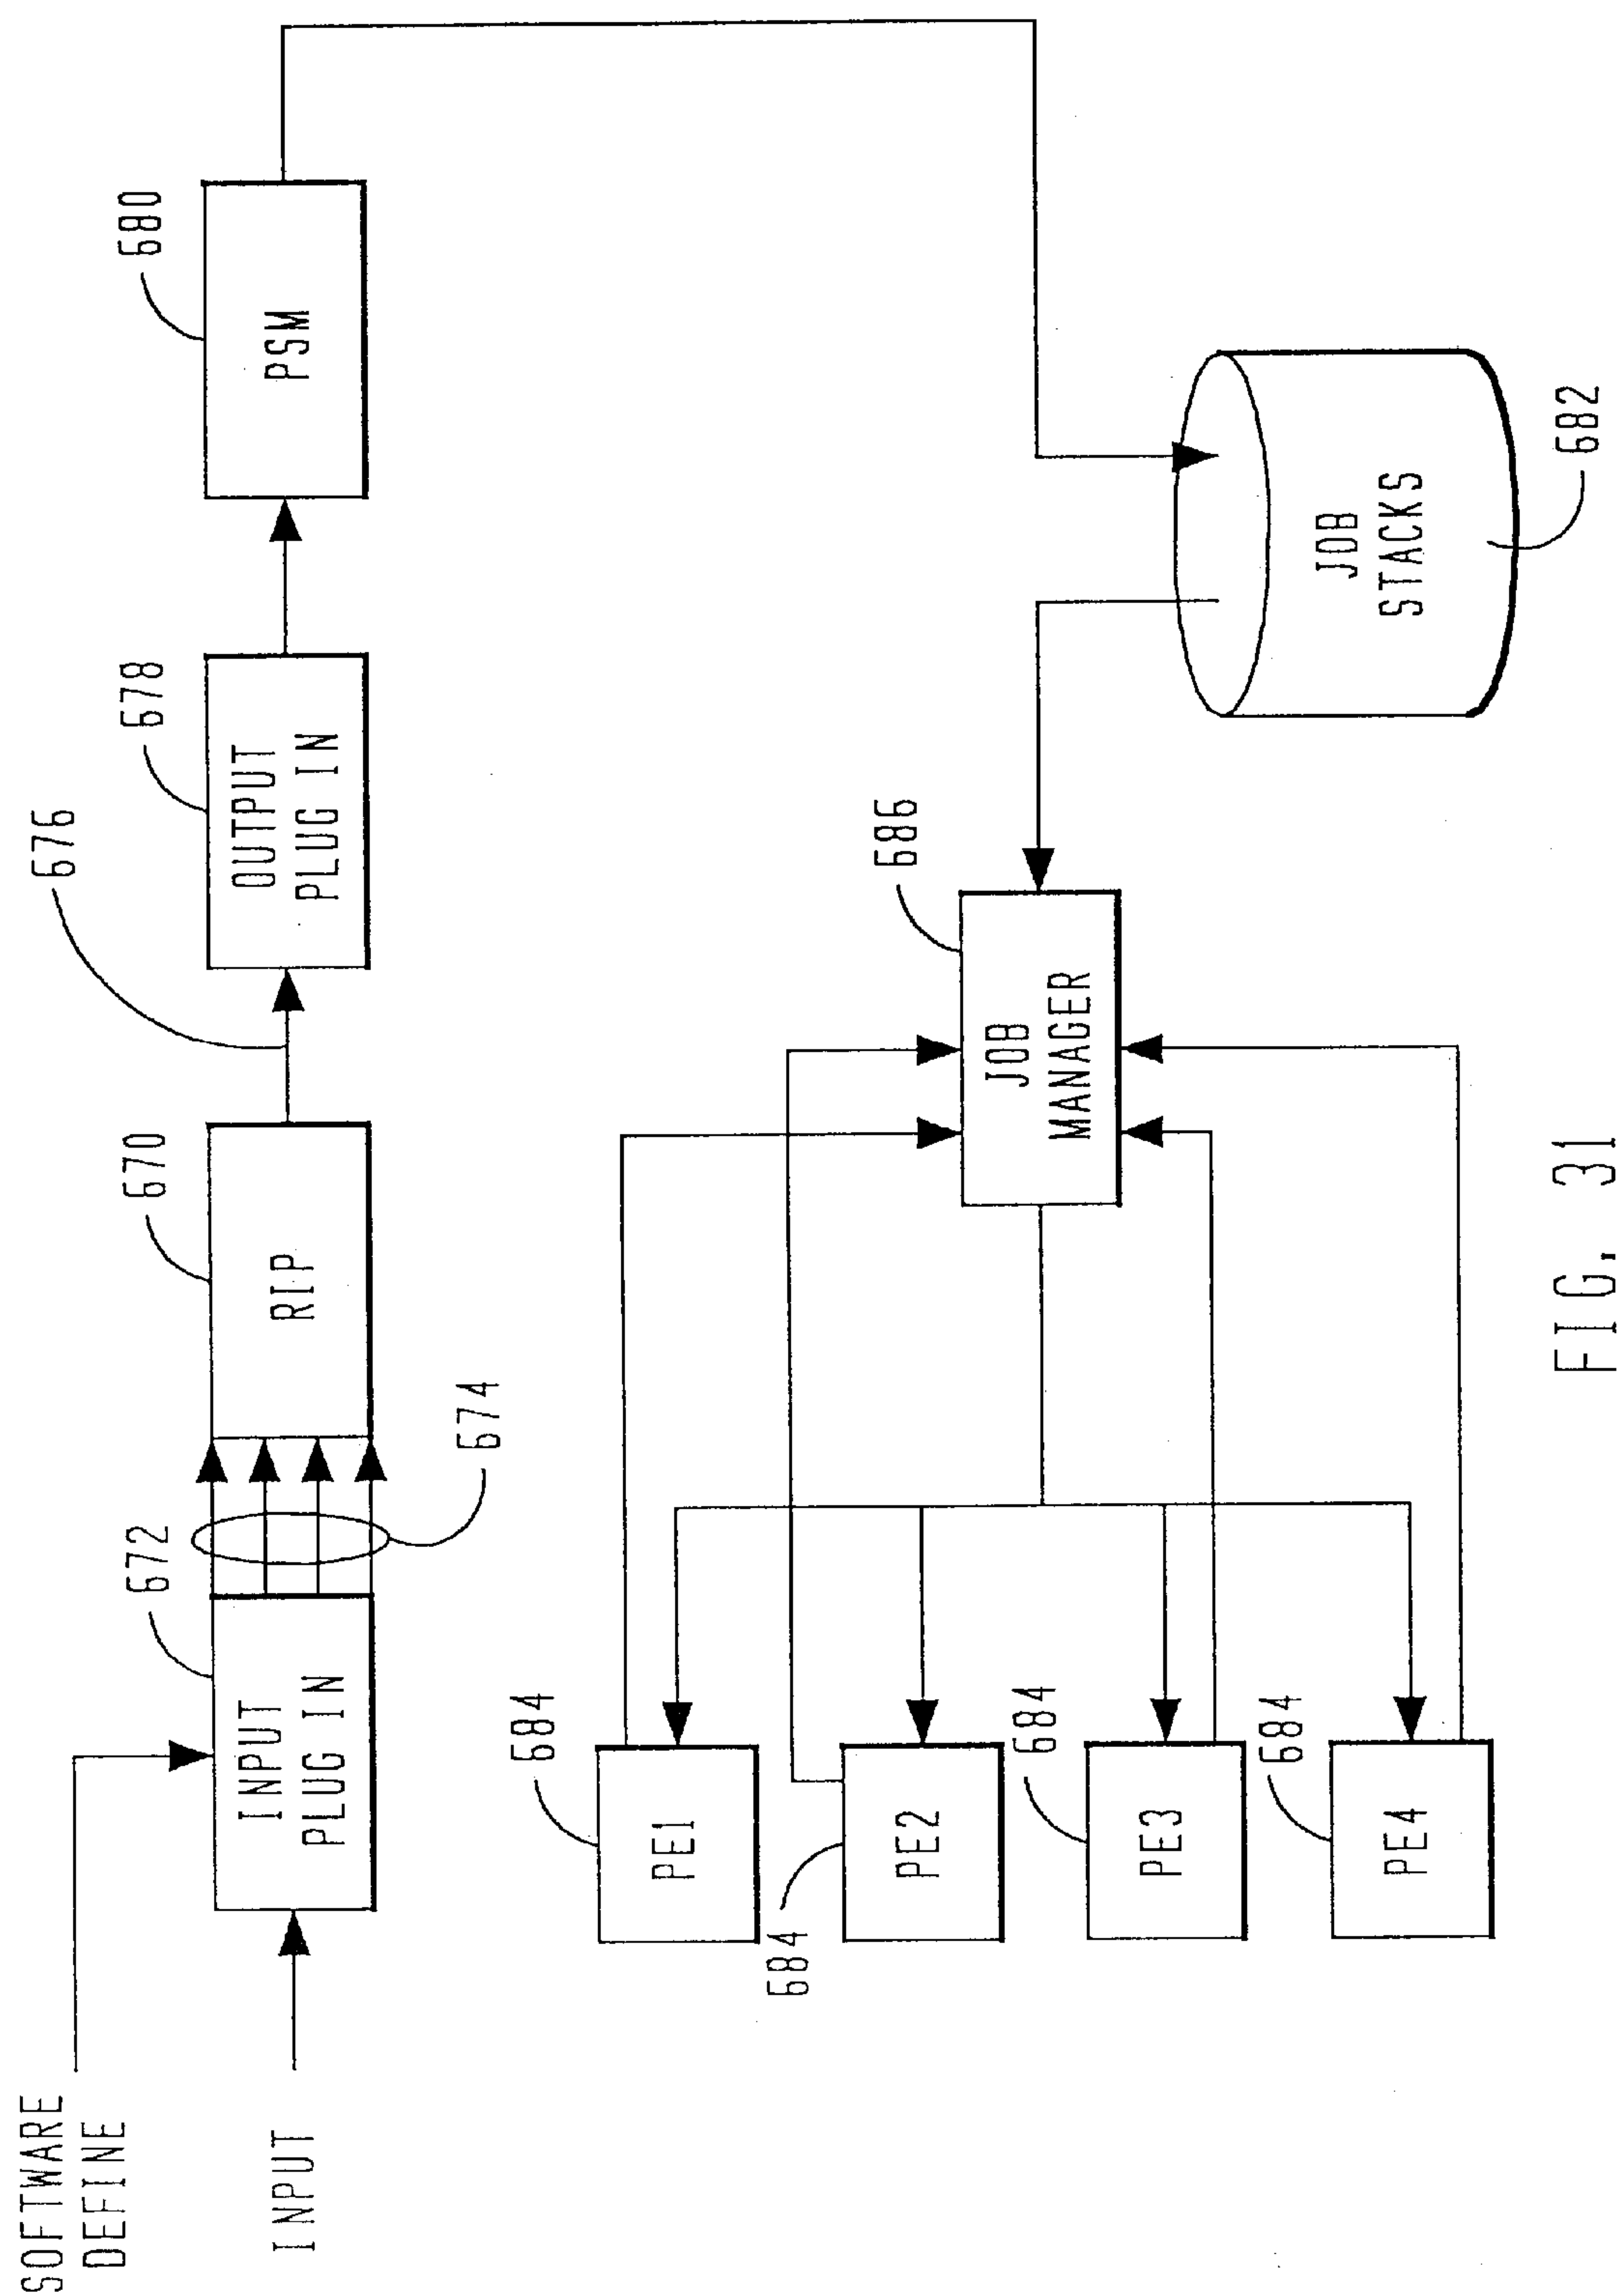 SOFTWARE
DEFINE
INPUT
672
INPUT
PLUG IN
674
670
RIP
676
678
OUTPUT
PLUG IN
680
PSM
684
PE1
684
PE2
684
PE3
684
PE4
686
JOB
MANAGER
JOB
STACKS
682
FIG. 31